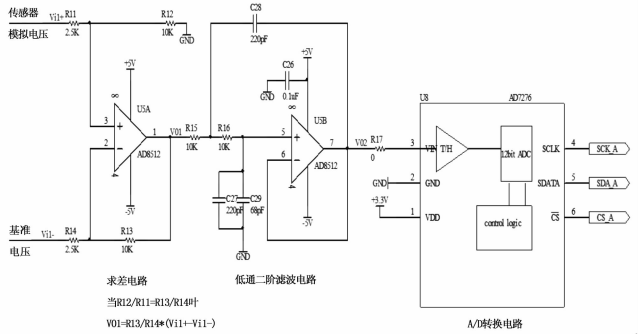 传感器
模拟电压
Vi1+
R11
2.5K
R12
10K
GND
+5V
U5A
8
3
2
1
AD8512
4
-5V
V01
R15
10K
R16
10K
C28
220pF
+5V
C26
0.1uF
GND
8
U5B
5
6
7
AD8512
4
-5V
C27
220pF
C29
68pF
GND
V02
R17
0
基准
电压
Vi1-
R14
2.5K
R13
10K
U8
AD7276
3
VIN
T/H
12bit ADC
SCLK
4
SCK_A
GND
2
GND
SDATA
5
SDA_A
+3.3V
1
VDD
control logic
CS
6
CS_A
求差电路
当R12/R11=R13/R14时
V01=R13/R14*(Vi1+-Vi1-)
低通二阶滤波电路
A/D转换电路